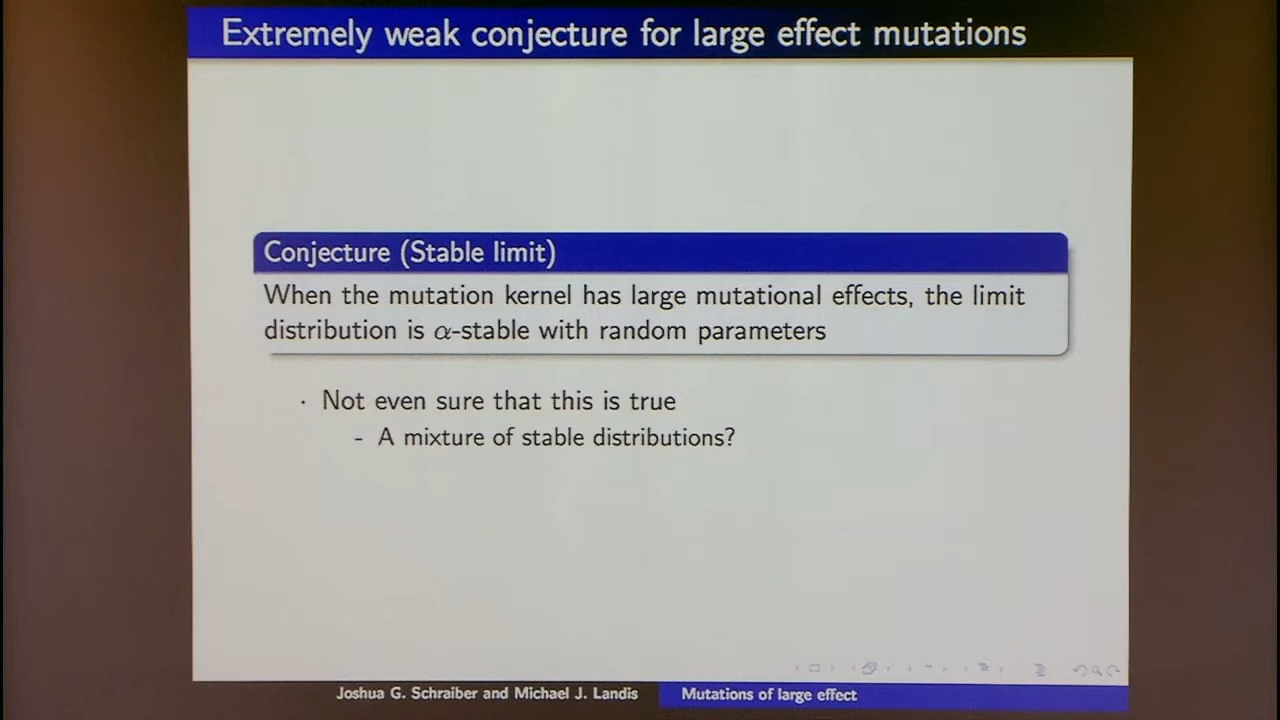 Extremely weak conjecture for large effect mutations
Conjecture (Stable limit)
When the mutation kernel has large mutational effects, the limit
distribution is α-stable with random parameters
· Not even sure that this is true
- A mixture of stable distributions?
Joshua G. Schraiber and Michael J. Landis
Mutations of large effect